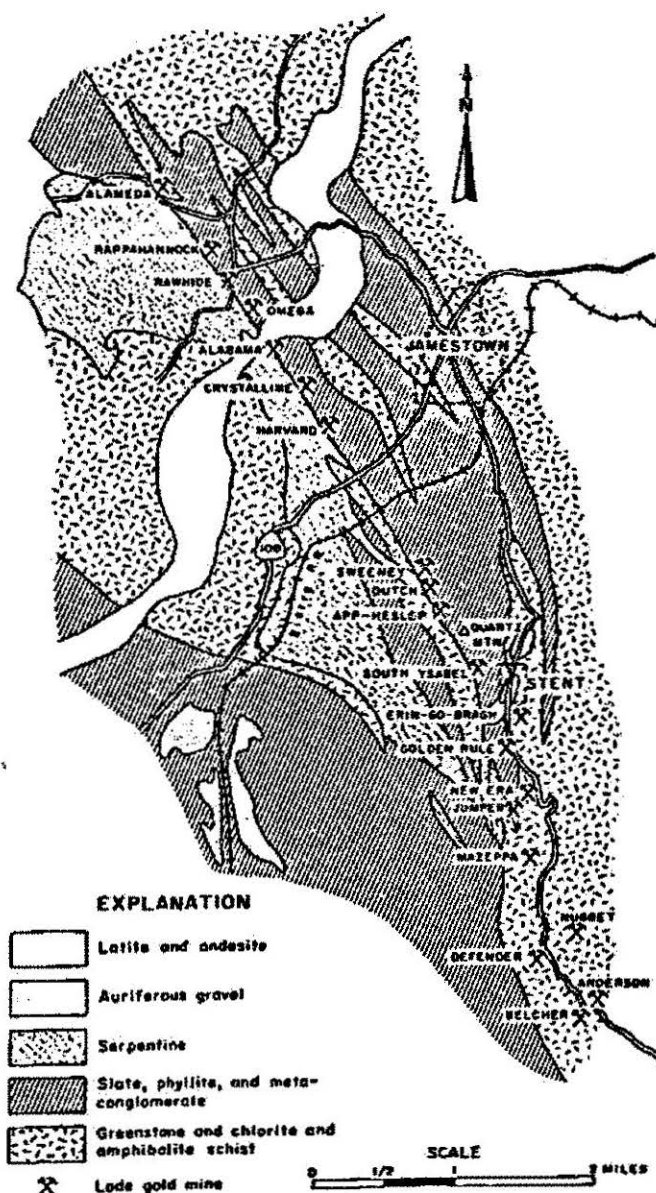 N
ALAMEDA
RAPPAHANNOCK
RAWHIDE
OMEGA
ALABAMA
JAMESTOWN
CRYSTALLINE
HARVARD
108
SWEENEY
DUTCH
APP-HESLEP
QUARTZ
MTN.
SOUTH YSABEL
STENT
ERIN-GO-BRAGH
GOLDEN RULE
NEW ERA
JUMPER
MAZEPPA
NUGGET
DEFENDER
ANDERSON
BELCHER
EXPLANATION
Latite and andesite
Auriferous gravel
Serpentine
Slate, phyllite, and meta-
conglomerate
Greenstone and chlorite and
amphibolite schist
Lode gold mine
SCALE
0 1/2 1 2 MILES